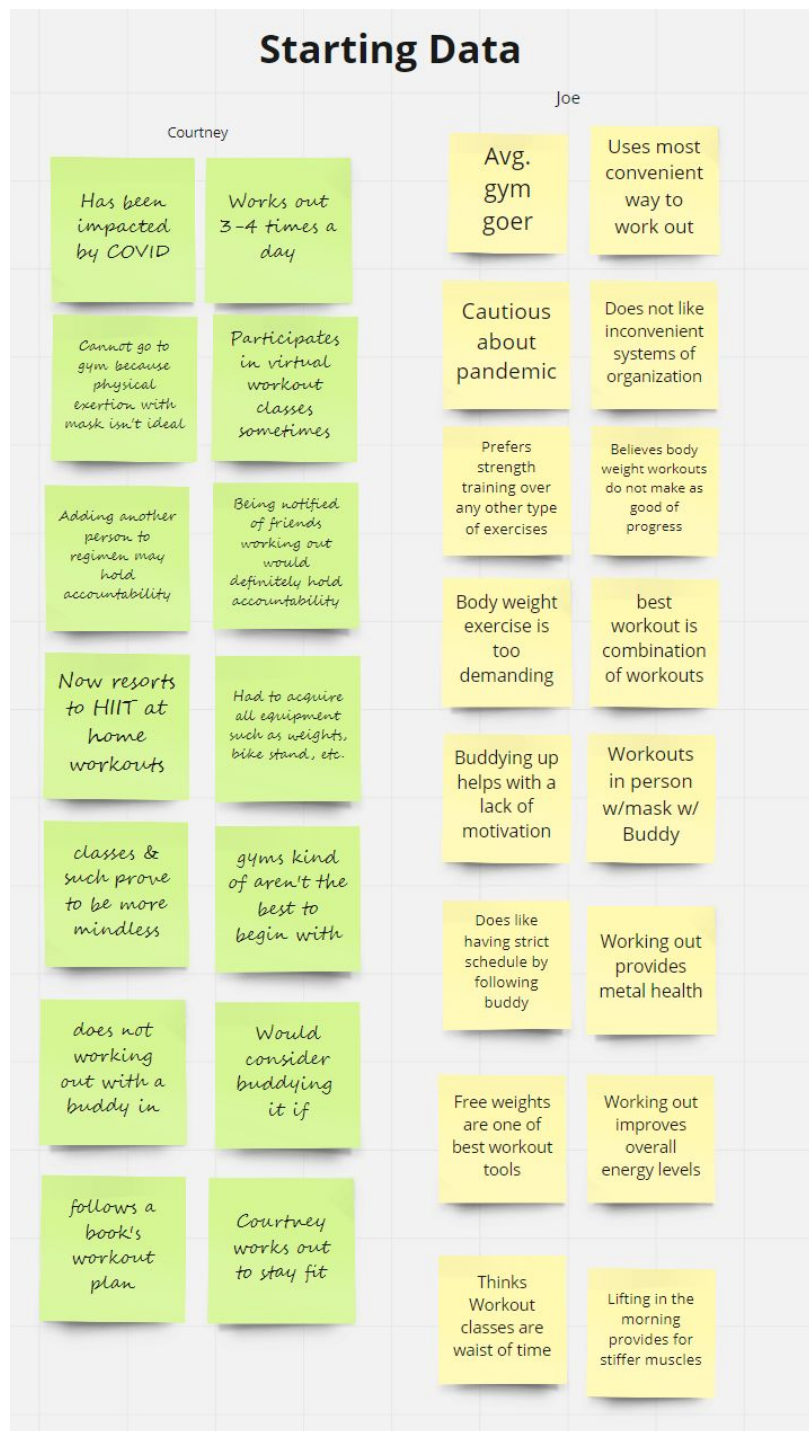 Starting Data
Courtney
Has been
impacted
by COVID
Works out
3-4 times a
day
Cannot go to
gym because
physical
exertion with
mask isn't ideal
Participates
in virtual
workout
classes
sometimes
Adding another
person to
regimen may
hold
accountability
Being notified
of friends
working out
would
definitely hold
accountability
Now resorts
to HIIT at
home
workouts
Had to acquire
all equipment
such as weights,
bike stand, etc.
classes &
such prove
to be more
mindless
gyms kind
of aren't the
best to
begin with
does not
working
out with a
buddy in
Would
consider
buddying
it if
follows a
book's
workout
plan
Courtney
works out
to stay fit
Joe
Avg.
gym
goer
Uses most
convenient
way to
work out
Cautious
about
pandemic
Does not like
inconvenient
systems of
organization
Prefers
strength
training over
any other type
of exercises
Believes body
weight workouts
do not make as
good of
progress
Body weight
exercise is
too
demanding
best
workout is
combination
of workouts
Buddying up
helps with a
lack of
motivation
Workouts
in person
w/mask w/
Buddy
Does like
having strict
schedule by
following
buddy
Working out
provides
metal health
Free weights
are one of
best workout
tools
Working out
improves
overall
energy levels
Thinks
Workout
classes are
waist of time
Lifting in the
morning
provides for
stiffer muscles